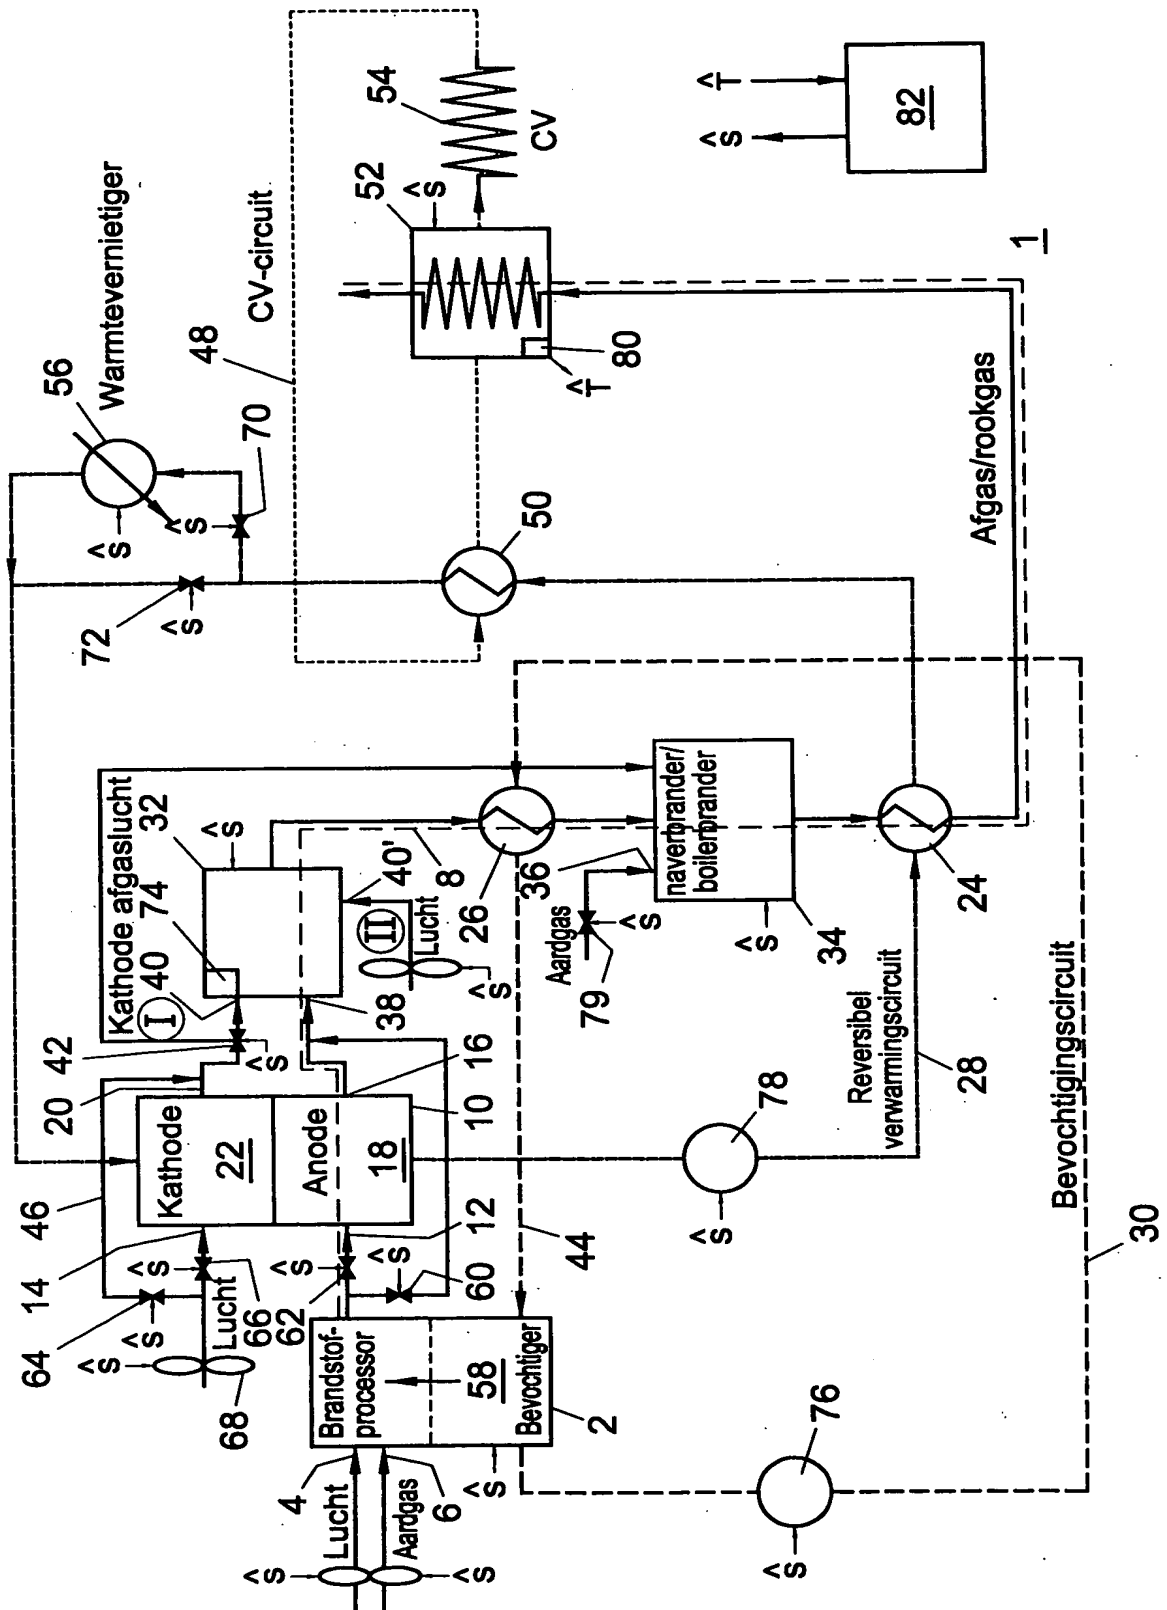 Lucht
4
Aardgas
6
ŝ
ŝ
Brandstof-
processor
58
Bevochtiger
2
ŝ
64
ŝ
ŝ
68
Lucht
66
ŝ
14
46
62
ŝ
ŝ
60
12
Kathode
22
Anode
18
10
16
20
42
ŝ
I
40
Kathode afgaslucht
74
32
ŝ
38
40'
II
Lucht
ŝ
8
26
44
36
Aardgas
79
ŝ
naverbrander/
boilerbrander
ŝ
34
24
76
ŝ
78
ŝ
Reversibel
verwarmingscircuit
28
Bevochtigingscircuit
30
72
ŝ
70
ŝ
56
ŝ
Warmtevernietiger
50
48
CV-circuit
52
ŝ
80
T̂
54
CV
Afgas/rookgas
1
ŝ
T̂
82